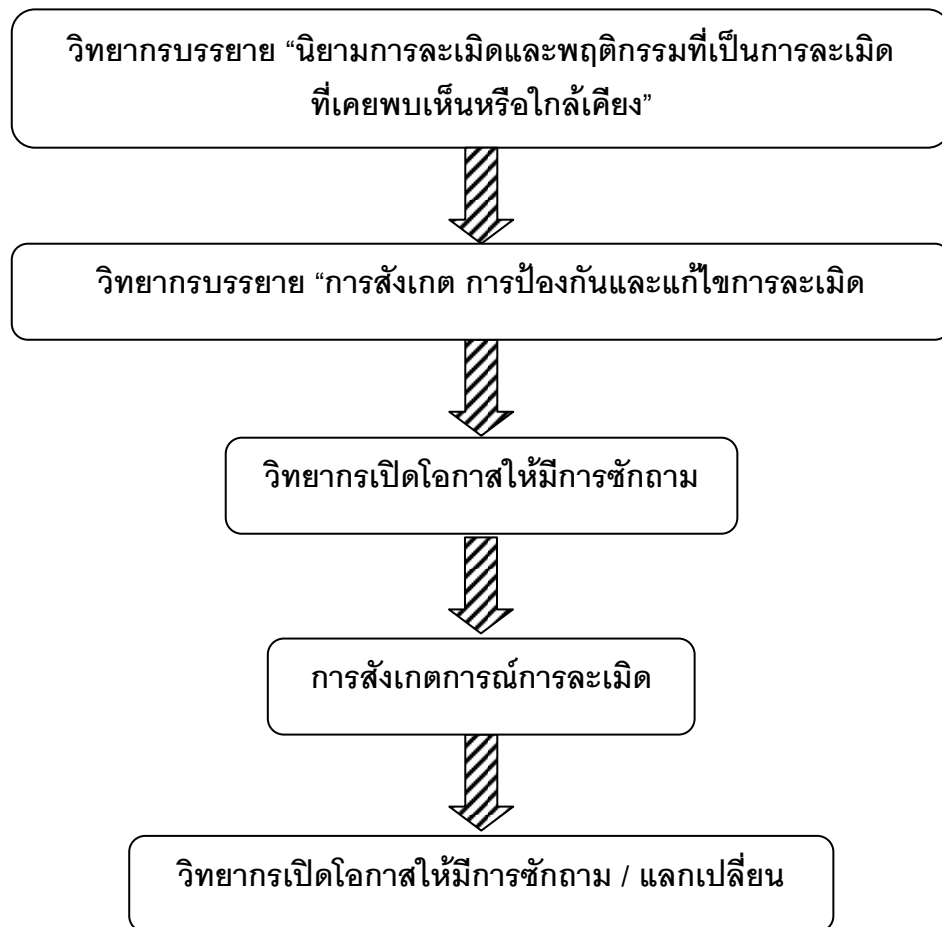 วิทยากรบรรยาย “นิยามการละเมิดและพฤติกรรมที่เป็นการละเมิด
ที่เคยพบเห็นหรือใกล้เคียง”
วิทยากรบรรยาย “การสังเกต การป้องกันและแก้ไขการละเมิด
วิทยากรเปิดโอกาสให้มีการซักถาม
การสังเกตการณ์การละเมิด
วิทยากรเปิดโอกาสให้มีการซักถาม / แลกเปลี่ยน